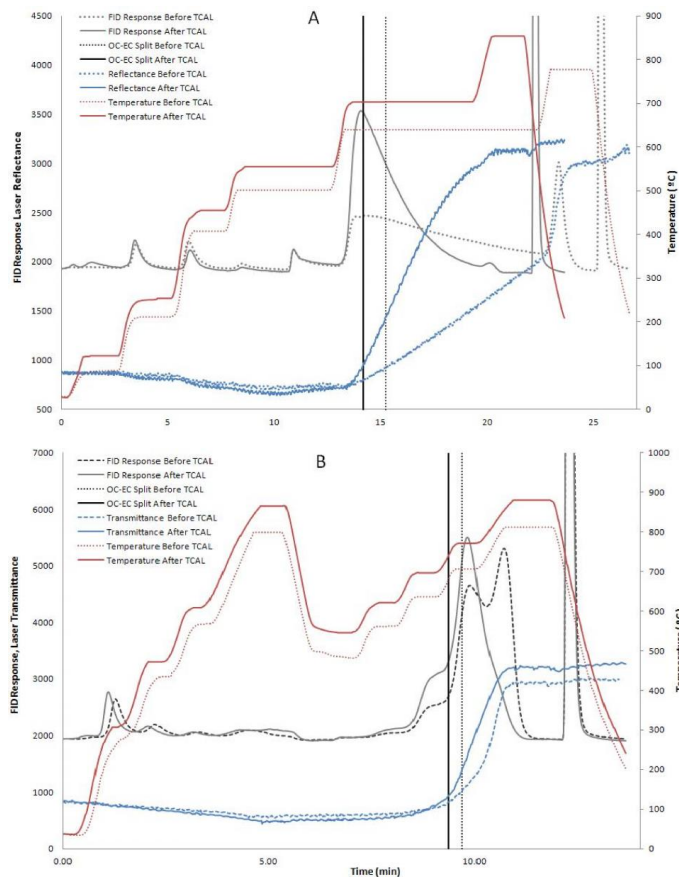 A
FID Response Before TCAL
FID Response After TCAL
OC-EC Split Before TCAL
OC-EC Split After TCAL
Reflectance Before TCAL
Reflectance After TCAL
Temperature Before TCAL
Temperature After TCAL
FID Response Laser Reflectance
4500
4000
3500
3000
2500
2000
1500
1000
500
0
5
10
15
20
25
900
800
700
600
500
400
300
200
100
0
Temperature (ºC)
B
FID Response Before TCAL
FID Response After TCAL
OC-EC Split Before TCAL
OC-EC Split After TCAL
Transmittance Before TCAL
Transmittance After TCAL
Temperature Before TCAL
Temperature After TCAL
FID Response, Laser Transmittance
7000
6000
5000
4000
3000
2000
1000
0
0.00
5.00
10.00
Time (min)
1000
900
800
700
600
500
400
300
200
100
0
Temperature (ºC)